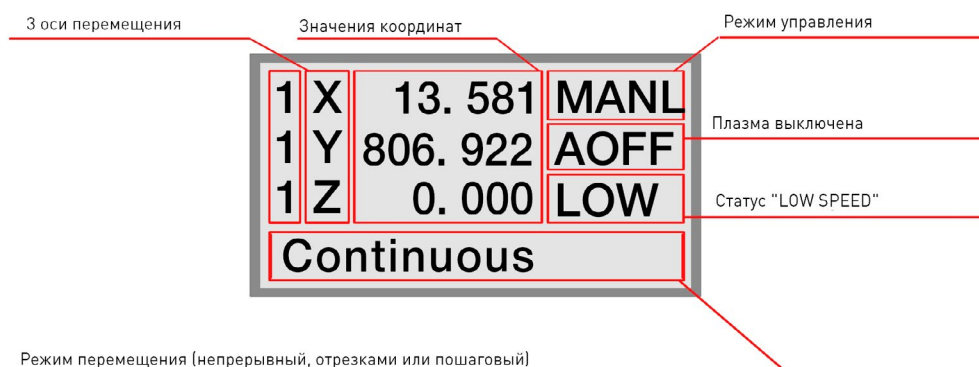 3 оси перемещения
Значения координат
Режим управления
1 X 13. 581 MANL
Плазма выключена
1 Y 806. 922 AOFF
1 Z 0. 000 LOW
Статус "LOW SPEED"
Continuous
Режим перемещения (непрерывный, отрезками или пошаговый)